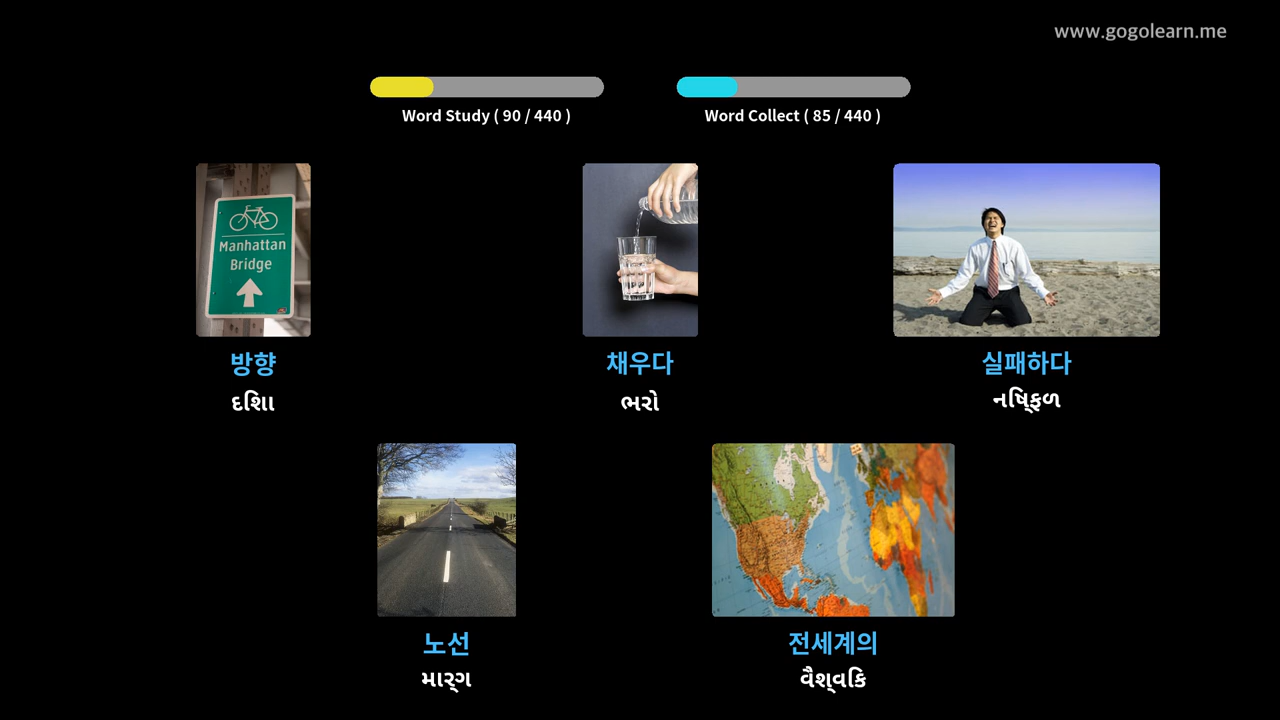 www.gogolearn.me
Word Study ( 90 / 440 )
Word Collect ( 85 / 440 )
Manhattan
Bridge
방향
채우다
실패하다
દિશા
ભરો
નિષ્ફળ
노선
전세계의
માર્ગ
વૈશ્વિક